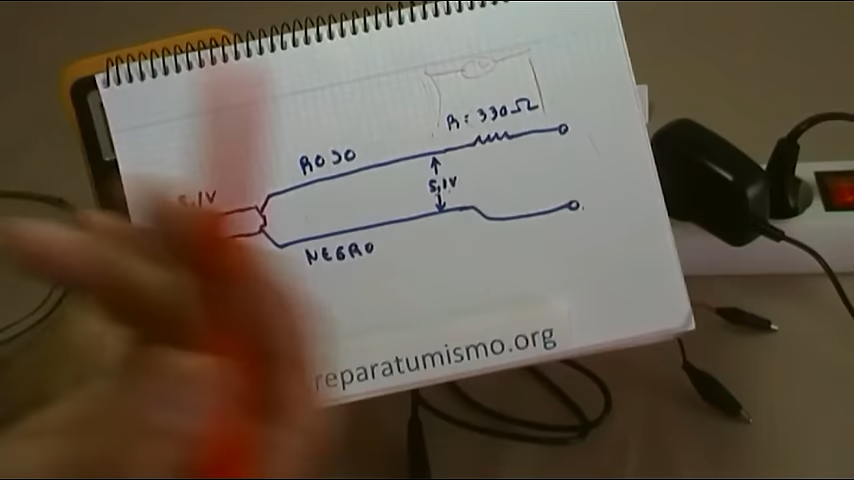 R: 330Ω
ROJO
5,1V
5,1V
NEGRO
reparatumismo.org